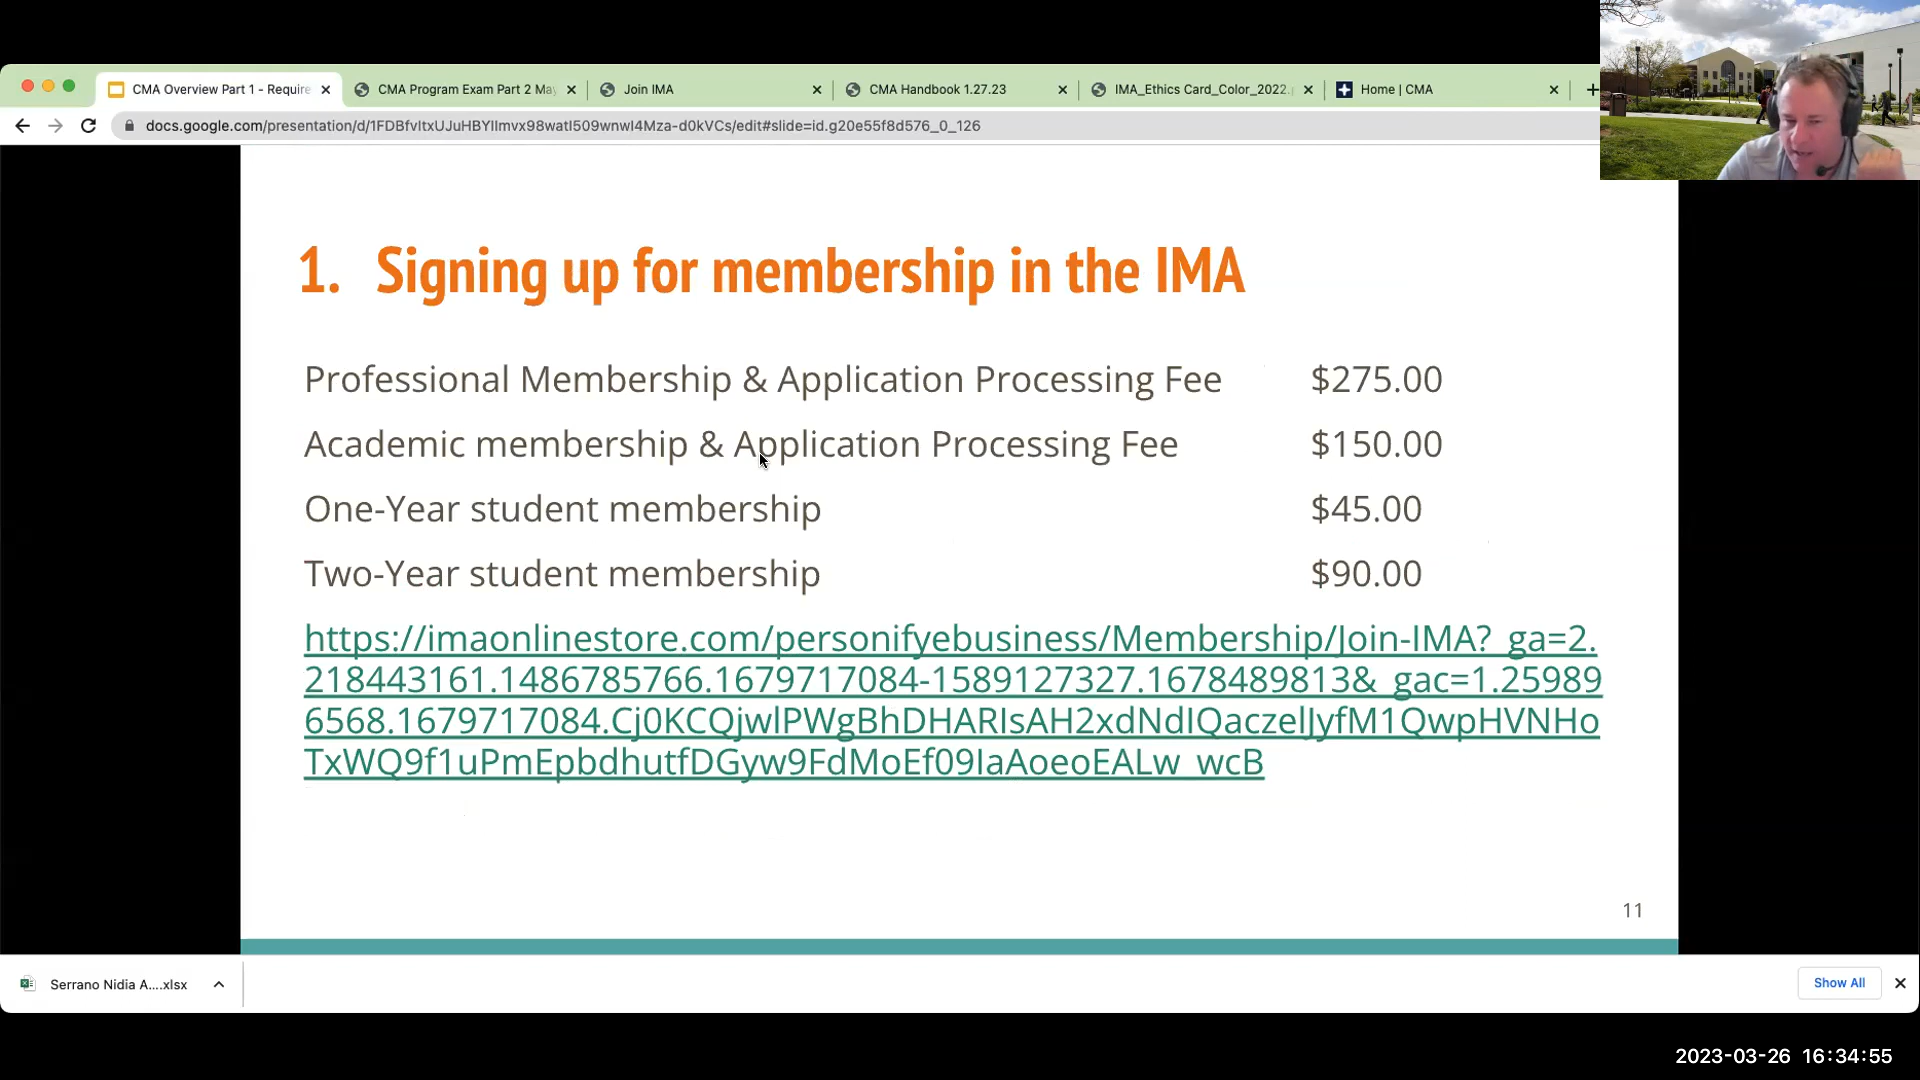 CMA Overview Part 1 - Require
CMA Program Exam Part 2 May
Join IMA
CMA Handbook 1.27.23
IMA_Ethics Card_Color_2022.p
Home | CMA
docs.google.com/presentation/d/1FDBfvItxUJuHBYIlmvx98watI509wnwl4Mza-d0kVCs/edit#slide=id.g20e55f8d576_0_126
1. Signing up for membership in the IMA
Professional Membership & Application Processing Fee $275.00
Academic membership & Application Processing Fee $150.00
One-Year student membership $45.00
Two-Year student membership $90.00
https://imaonlinestore.com/personifyebusiness/Membership/Join-IMA?_ga=2.
218443161.1486785766.1679717084-1589127327.1678489813&_gac=1.25989
6568.1679717084.Cj0KCQjwlPWgBhDHARIsAH2xdNdIQaczelJyfM1QwpHVNHo
TxWQ9f1uPmEpbdhutfDGyw9FdMoEf09IaAoeoEALw_wcB
11
Serrano Nidia A....xlsx
Show All
2023-03-26 16:34:55